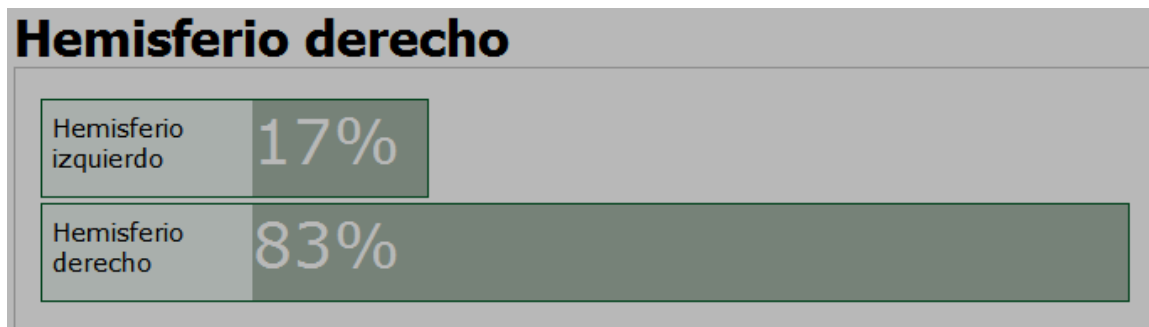 Hemisferio derecho
Hemisferio
izquierdo
17%
Hemisferio
derecho
83%